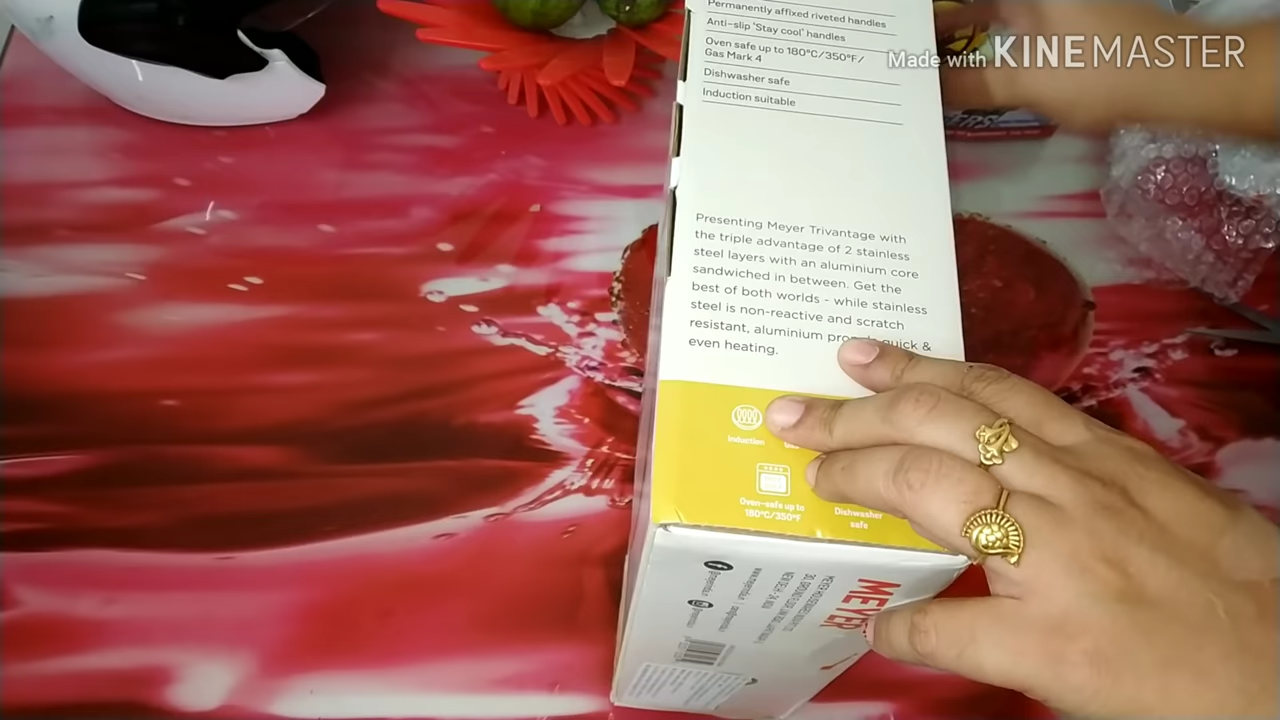 Permanently affixed riveted handles
Anti-slip 'Stay cool' handles
Oven safe up to 180°C/350°F/
Gas Mark 4
Dishwasher safe
Induction suitable
Made with KINEMASTER
Presenting Meyer Trivantage with
the triple advantage of 2 stainless
steel layers with an aluminium core
sandwiched in between. Get the
best of both worlds - while stainless
steel is non-reactive and scratch
resistant, aluminium quick &
even heating.
Induction
Oven-safe up to
180°C/350°F
Dishwasher
safe
MEYER